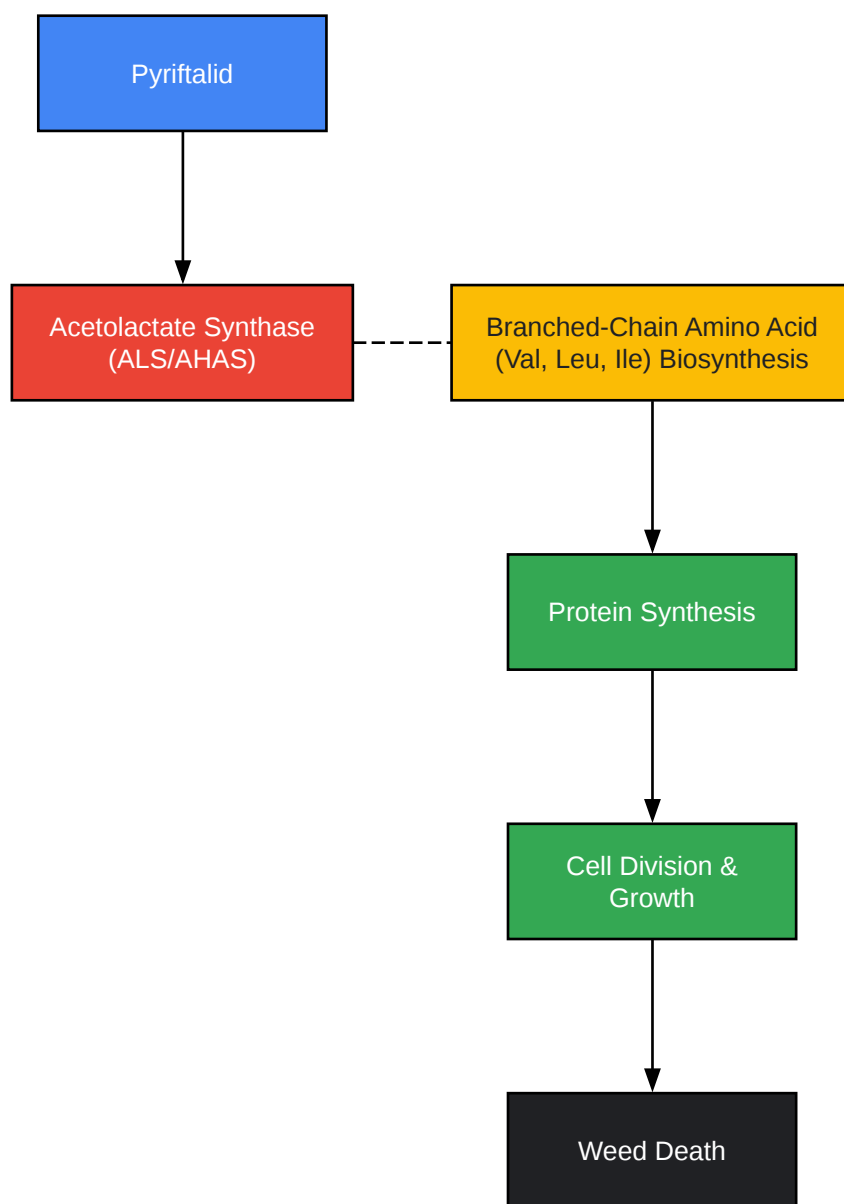 Pyriftalid
Acetolactate Synthase
(ALS/AHAS)
Branched-Chain Amino Acid
(Val, Leu, Ile) Biosynthesis
Protein Synthesis
Cell Division &
Growth
Weed Death